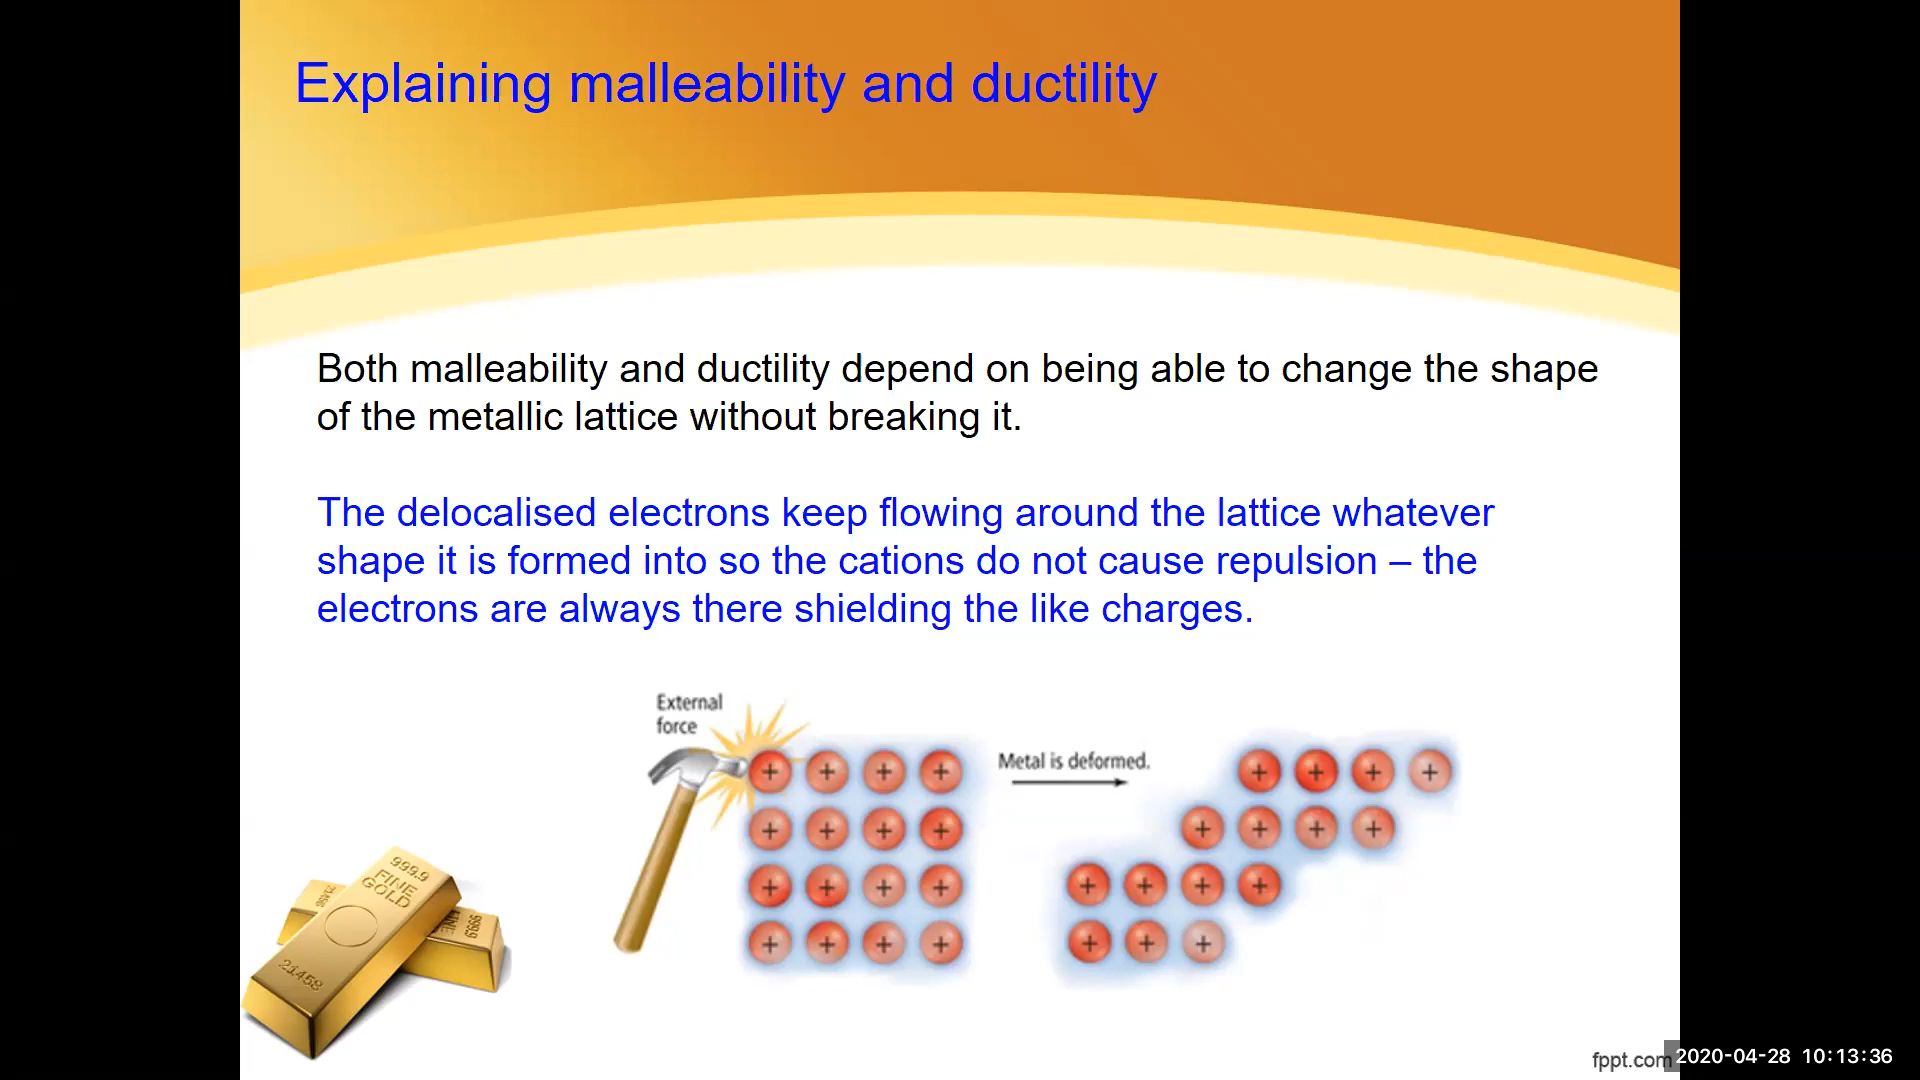 Explaining malleability and ductility
Both malleability and ductility depend on being able to change the shape
of the metallic lattice without breaking it.
The delocalised electrons keep flowing around the lattice whatever
shape it is formed into so the cations do not cause repulsion – the
electrons are always there shielding the like charges.
External
force
Metal is deformed.
+ + + +
+ + + +
+ + + +
+ + + +
+ + + +
+ + + +
+ + + +
+ + +
999.9
FINE
GOLD
21458
fppt.com
2020-04-28 10:13:36